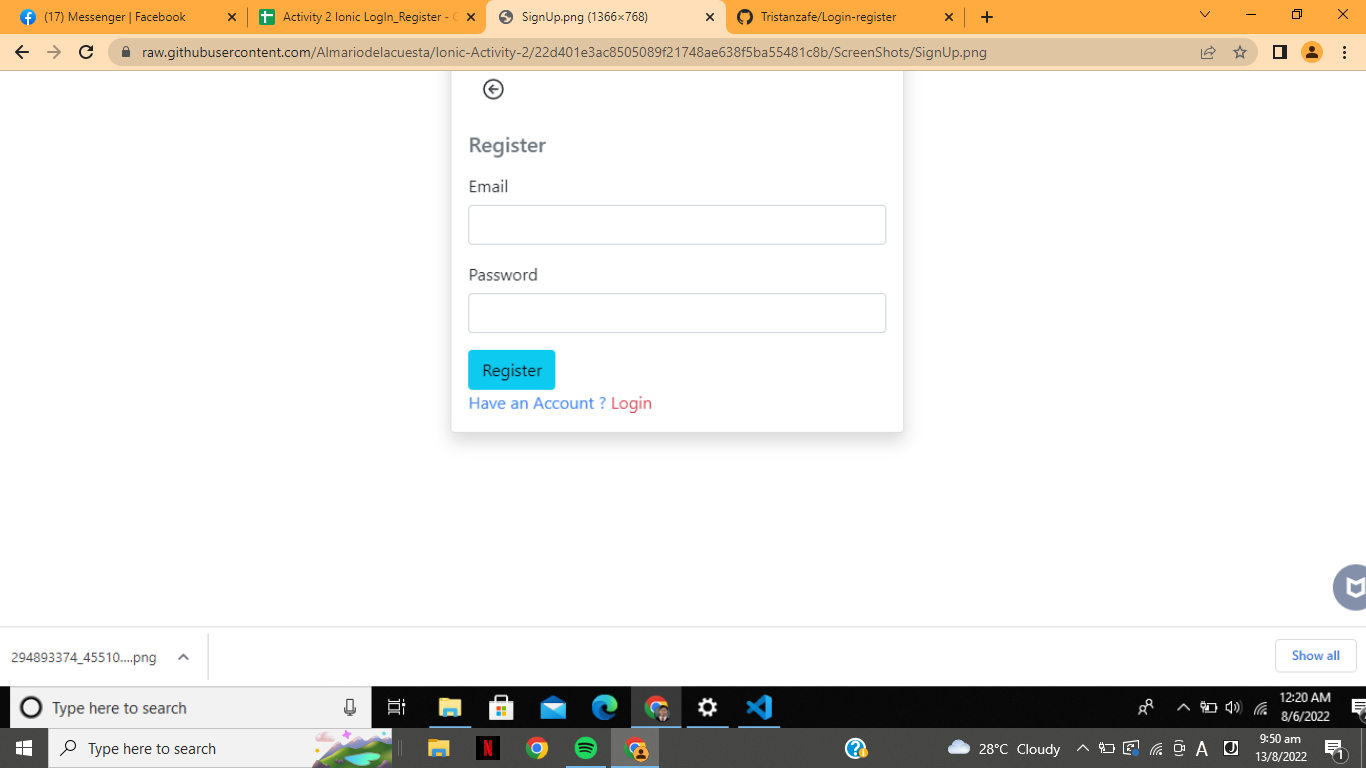 (17) Messenger | Facebook
Activity 2 Ionic LogIn_Register -
SignUp.png (1366×768)
Tristanzafe/Login-register
raw.githubusercontent.com/Almariodelacuesta/Ionic-Activity-2/22d401e3ac8505089f21748ae638f5ba55481c8b/ScreenShots/SignUp.png
Register
Email
Password
Register
Have an Account ? Login
294893374_45510....png
Show all
Type here to search
12:20 AM
8/6/2022
Type here to search
N
28°C Cloudy
A
9:50 am
13/8/2022
1